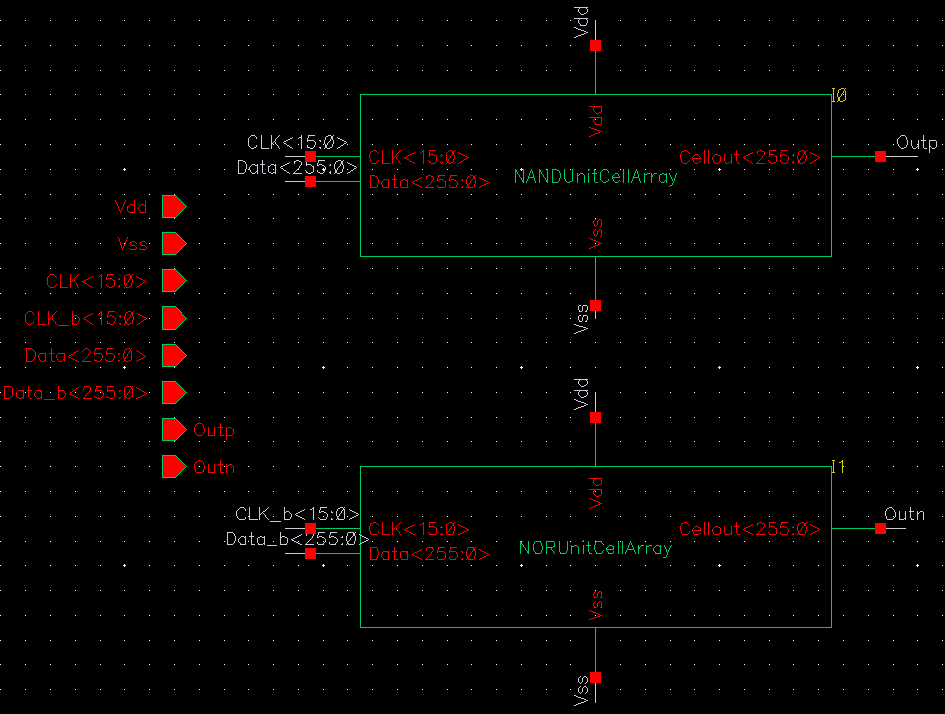 Vdd
I0
CLK<15:0>
Data<255:0>
Vdd
CLK<15:0>
Data<255:0>
NANDUnitCellArray
Cellout<255:0>
Outp
Vss
Vss
Vdd
Vss
CLK<15:0>
CLK_b<15:0>
Data<255:0>
Data_b<255:0>
Outp
Outn
Vdd
I1
CLK_b<15:0>
Data_b<255:0>
Vdd
CLK<15:0>
Data<255:0>
NORUnitCellArray
Cellout<255:0>
Outn
Vss
Vss